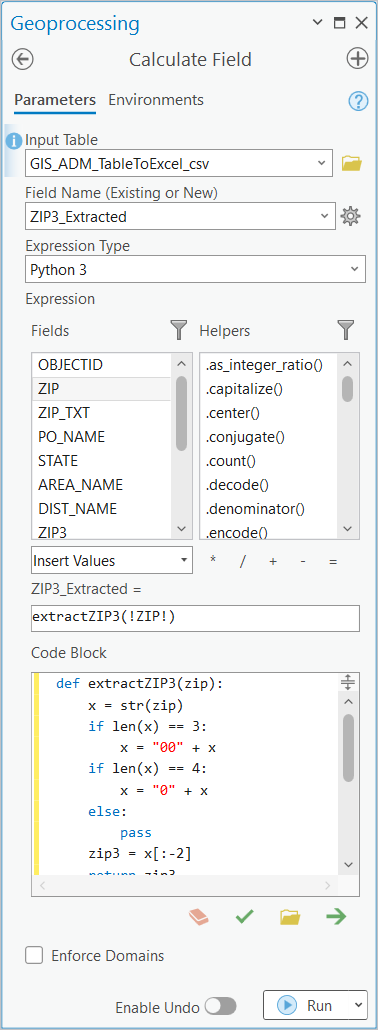 Geoprocessing
Calculate Field
Parameters Environments
Input Table
GIS_ADM_TableToExcel_csv
Field Name (Existing or New)
ZIP3_Extracted
Expression Type
Python 3
Expression
Fields Helpers
OBJECTID .as_integer_ratio()
ZIP .capitalize()
ZIP_TXT .center()
PO_NAME .conjugate()
STATE .count()
AREA_NAME .decode()
DIST_NAME .denominator()
ZIP3 .encode()
Insert Values * / + - =
ZIP3_Extracted =
extractZIP3(!ZIP!)
Code Block
def extractZIP3(zip):
    x = str(zip)
    if len(x) == 3:
        x = "00" + x
    if len(x) == 4:
        x = "0" + x
    else:
        pass
    zip3 = x[:-2]
    return zip3
Enforce Domains
Enable Undo Run